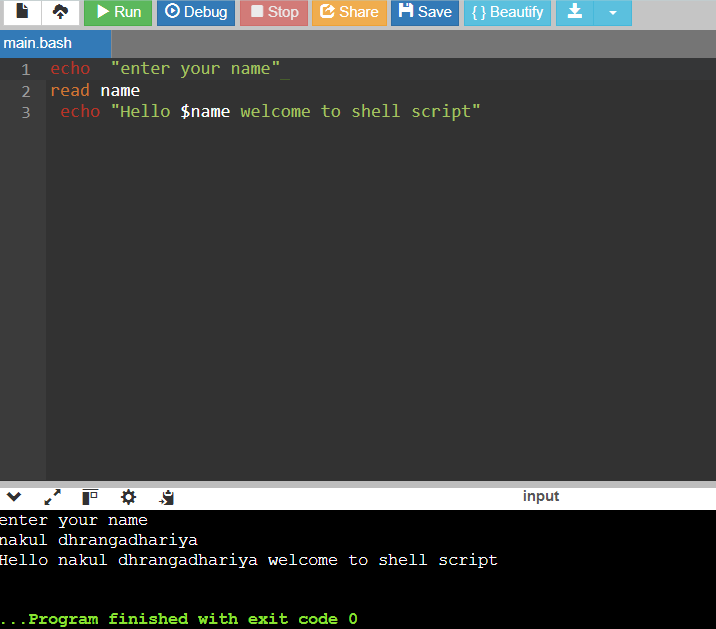 Run Debug Stop Share Save { } Beautify
main.bash
1 echo  "enter your name"_
2 read name
3  echo "Hello $name welcome to shell script"
input
enter your name
nakul dhrangadhariya
Hello nakul dhrangadhariya welcome to shell script
...Program finished with exit code 0